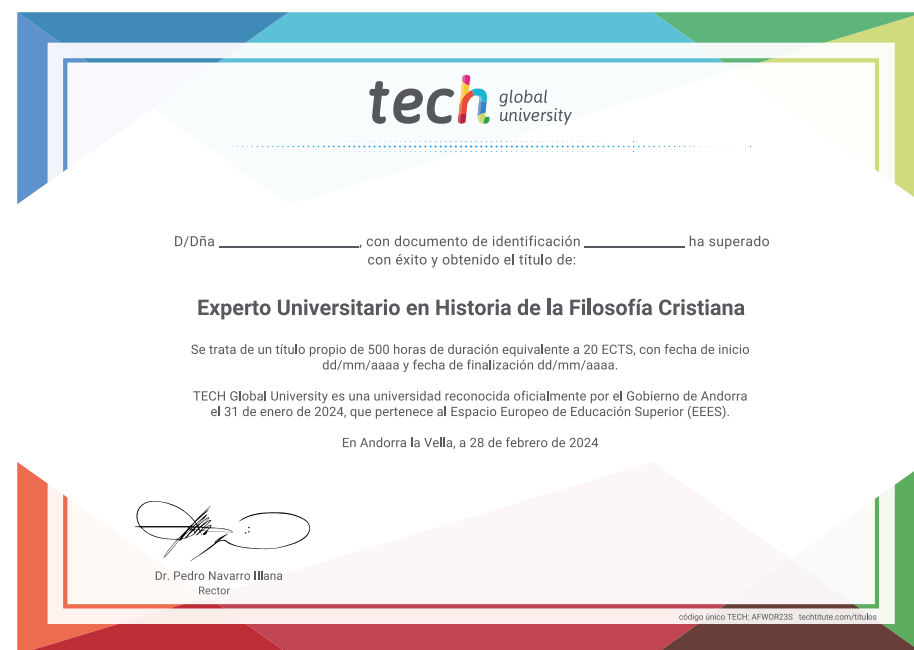 tech global university
D/Dña ____________, con documento de identificación ____________ ha superado
con éxito y obtenido el título de:
Experto Universitario en Historia de la Filosofía Cristiana
Se trata de un título propio de 500 horas de duración equivalente a 20 ECTS, con fecha de inicio
dd/mm/aaaa y fecha de finalización dd/mm/aaaa.
TECH Global University es una universidad reconocida oficialmente por el Gobierno de Andorra
el 31 de enero de 2024, que pertenece al Espacio Europeo de Educación Superior (EEES).
En Andorra la Vella, a 28 de febrero de 2024
Dr. Pedro Navarro Illana
Rector
código único TECH: AFWOR23S techtitute.com/titulos